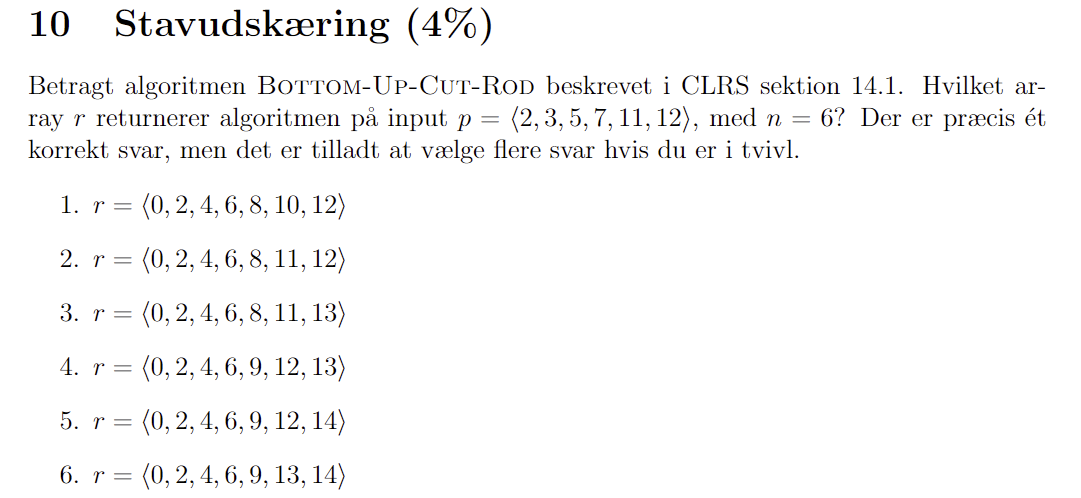 10 Stavudskæring (4%)
Betragt algoritmen BOTTOM-UP-CUT-ROD beskrevet i CLRS sektion 14.1. Hvilket ar-
ray r returnerer algoritmen på input p = ⟨2, 3, 5, 7, 11, 12⟩, med n = 6? Der er præcis ét
korrekt svar, men det er tilladt at vælge flere svar hvis du er i tvivl.
1. r = ⟨0, 2, 4, 6, 8, 10, 12⟩
2. r = ⟨0, 2, 4, 6, 8, 11, 12⟩
3. r = ⟨0, 2, 4, 6, 8, 11, 13⟩
4. r = ⟨0, 2, 4, 6, 9, 12, 13⟩
5. r = ⟨0, 2, 4, 6, 9, 12, 14⟩
6. r = ⟨0, 2, 4, 6, 9, 13, 14⟩